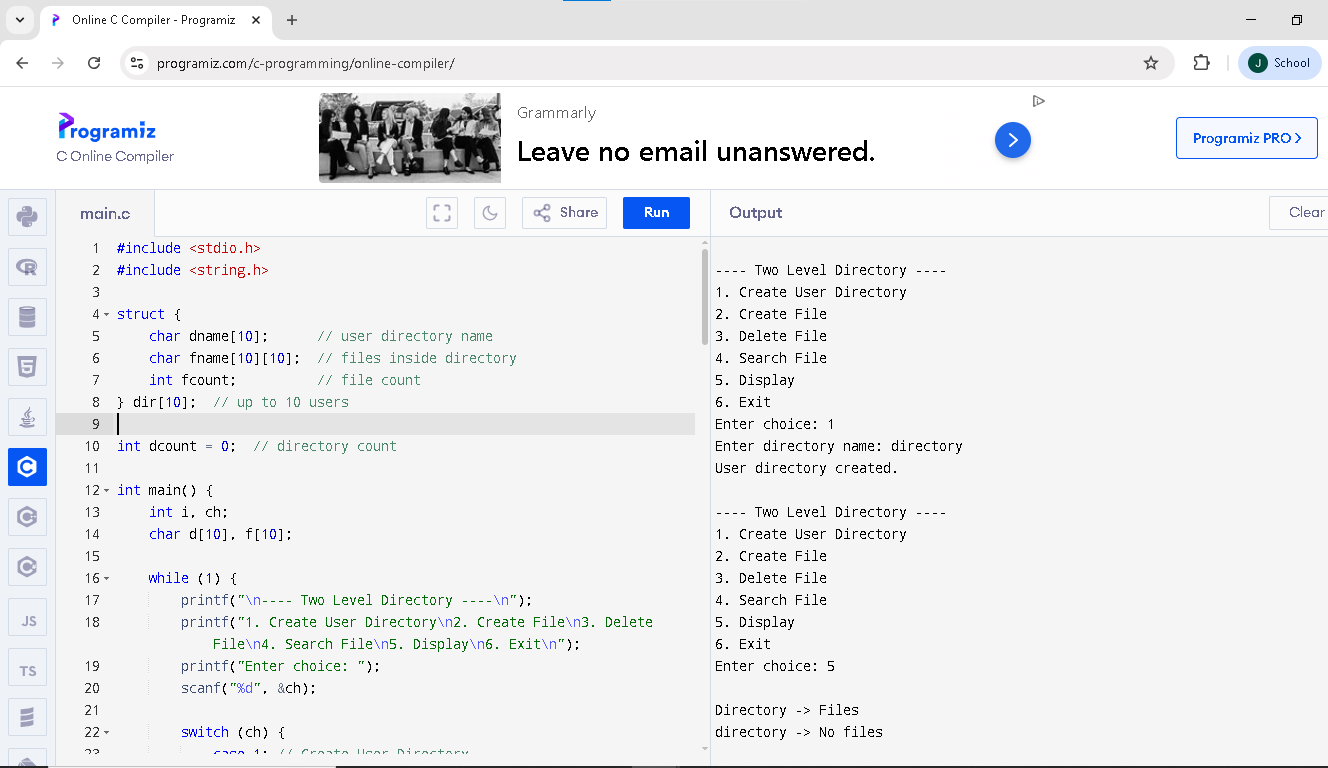 Online C Compiler - Programiz
programiz.com/c-programming/online-compiler/
J School
Programiz
C Online Compiler
Grammarly
Leave no email unanswered.
Programiz PRO
main.c
Share
Run
Output
Clear
1 #include <stdio.h>
2 #include <string.h>
3
4 struct {
5 char dname[10]; // user directory name
6 char fname[10][10]; // files inside directory
7 int fcount; // file count
8 } dir[10]; // up to 10 users
9
10 int dcount = 0; // directory count
11
12 int main() {
13 int i, ch;
14 char d[10], f[10];
15
16 while (1) {
17 printf("\n---- Two Level Directory ----\n");
18 printf("1. Create User Directory\n2. Create File\n3. Delete
File\n4. Search File\n5. Display\n6. Exit\n");
19 printf("Enter choice: ");
20 scanf("%d", &ch);
21
22 switch (ch) {
23 case 1: // Create User Directory
JS
TS
---- Two Level Directory ----
1. Create User Directory
2. Create File
3. Delete File
4. Search File
5. Display
6. Exit
Enter choice: 1
Enter directory name: directory
User directory created.
---- Two Level Directory ----
1. Create User Directory
2. Create File
3. Delete File
4. Search File
5. Display
6. Exit
Enter choice: 5
Directory -> Files
directory -> No files